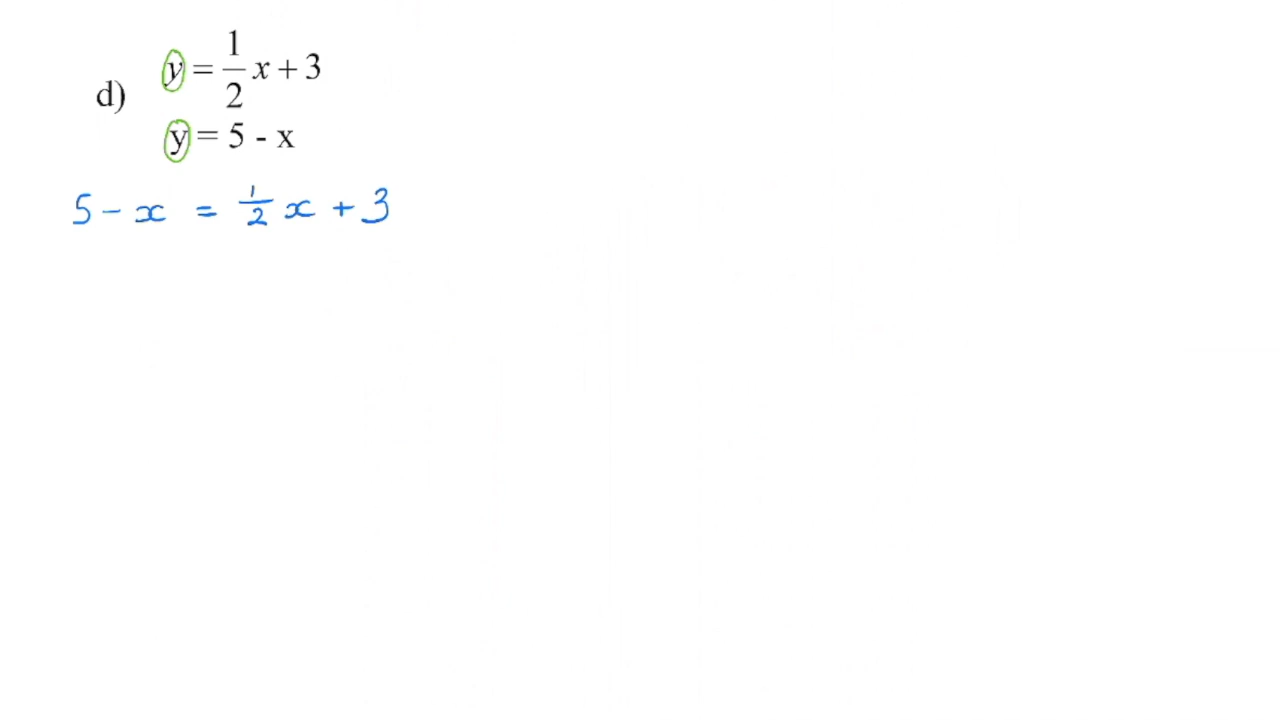 d)
y = 1/2 x + 3
y = 5 - x
5 - x = 1/2 x + 3